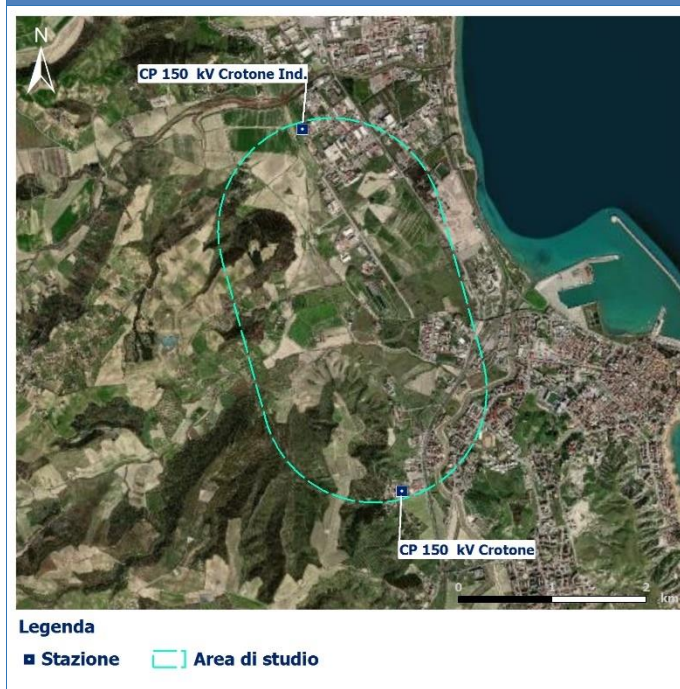 N
CP 150 kV Crotone Ind.
CP 150 kV Crotone
0 1 2
km
Legenda
Stazione
Area di studio